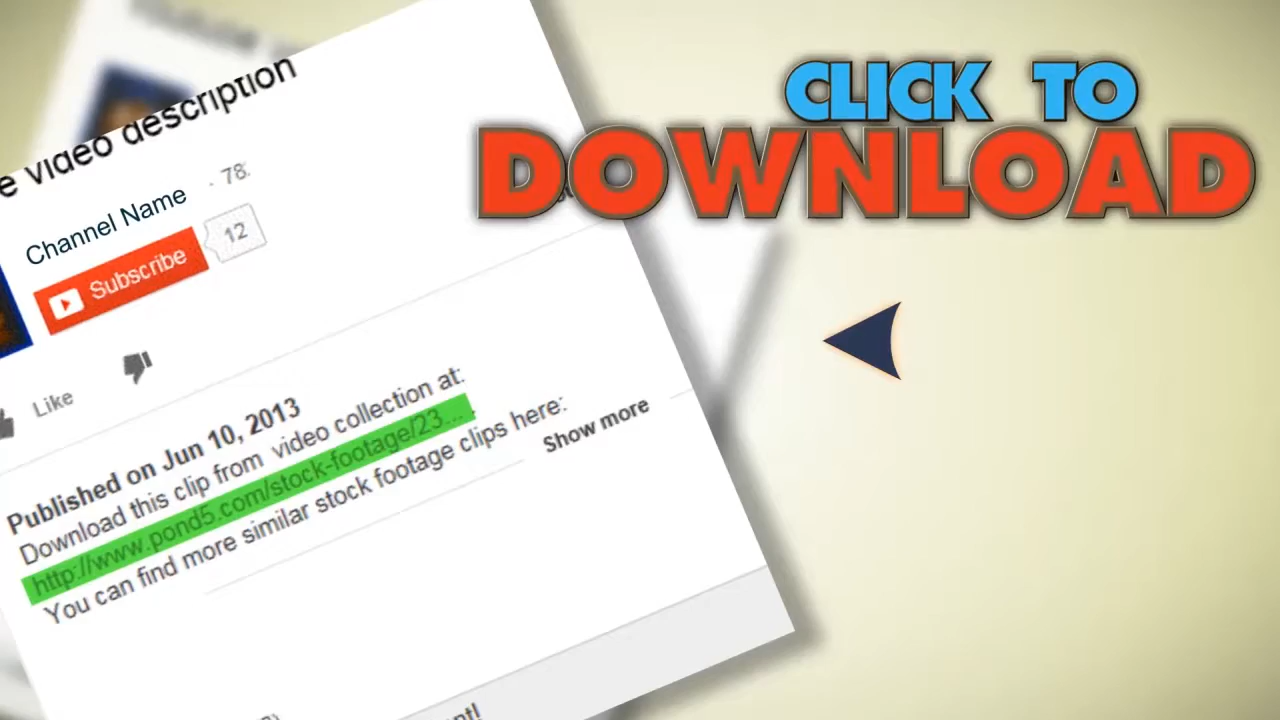 CLICK TO
DOWNLOAD
e video description
Channel Name
78
Subscribe
12
Like
Published on Jun 10, 2013
Download this clip from video collection at:
http://www.pond5.com/stock-footage/23...
You can find more similar stock footage clips here:
Show more